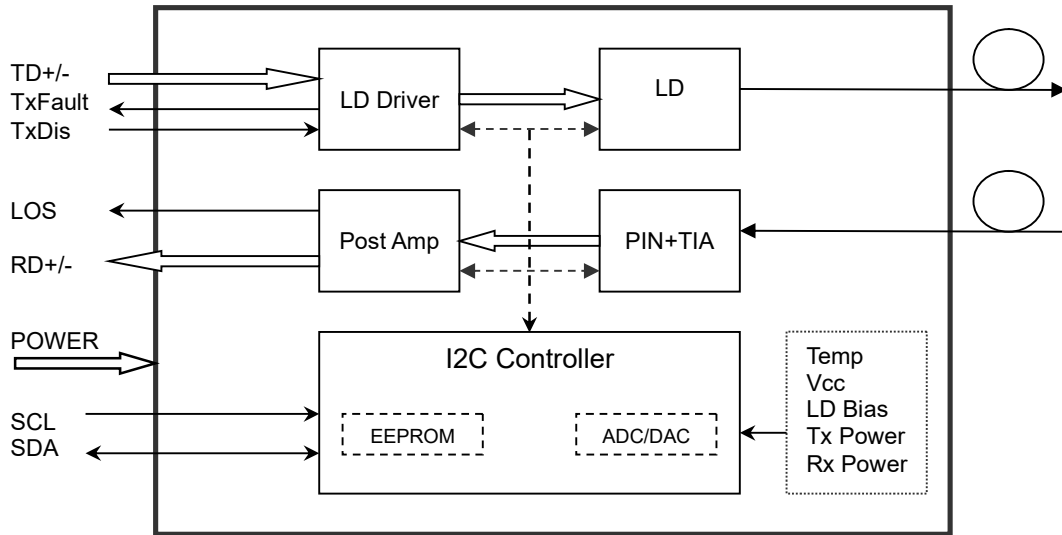 TD+/-
TxFault
TxDis
LD Driver
LD
LOS
RD+/-
Post Amp
PIN+TIA
POWER
SCL
SDA
I2C Controller
EEPROM
ADC/DAC
Temp
Vcc
LD Bias
Tx Power
Rx Power